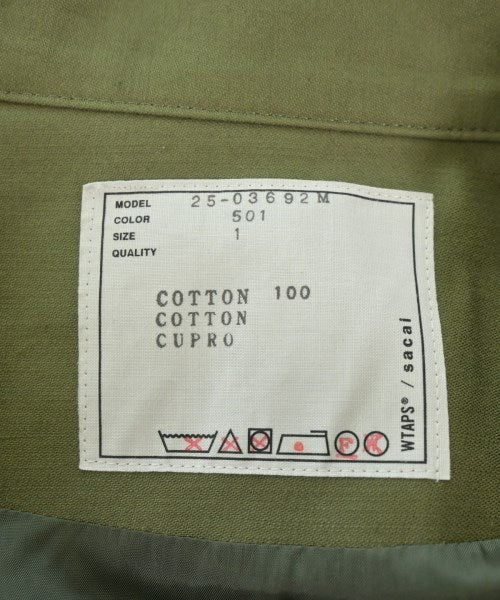 MODEL 25-03692M
COLOR 501
SIZE 1
QUALITY
COTTON 100
COTTON
CUPRO
WTAPS® / sacai
F